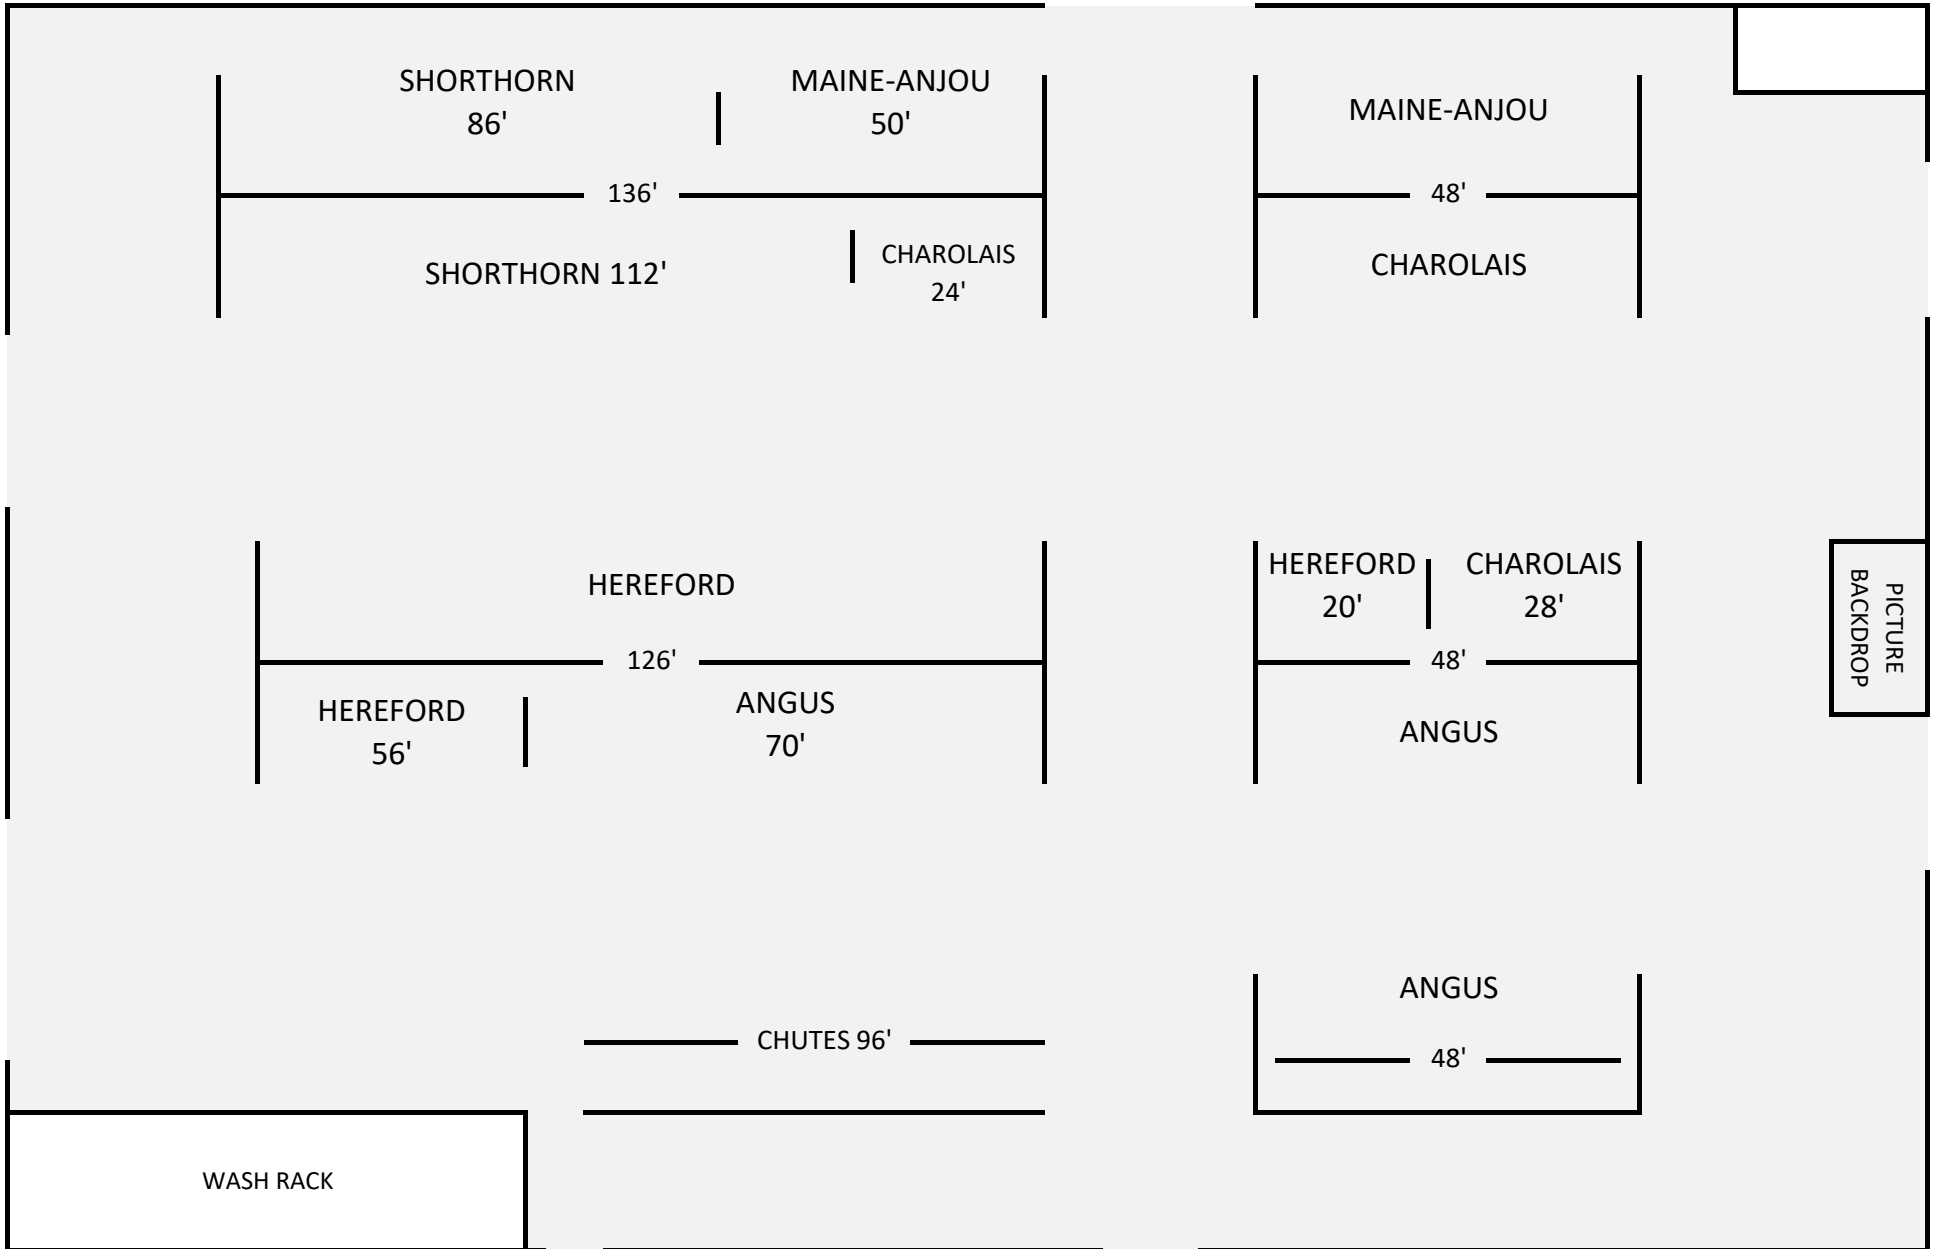 SHORTHORN
86'
MAINE-ANJOU
50'
MAINE-ANJOU
136'
48'
SHORTHORN 112'
CHAROLAIS
24'
CHAROLAIS
HEREFORD
HEREFORD
20'
CHAROLAIS
28'
PICTURE
BACKDROP
126'
48'
HEREFORD
56'
ANGUS
70'
ANGUS
ANGUS
CHUTES 96'
48'
WASH RACK